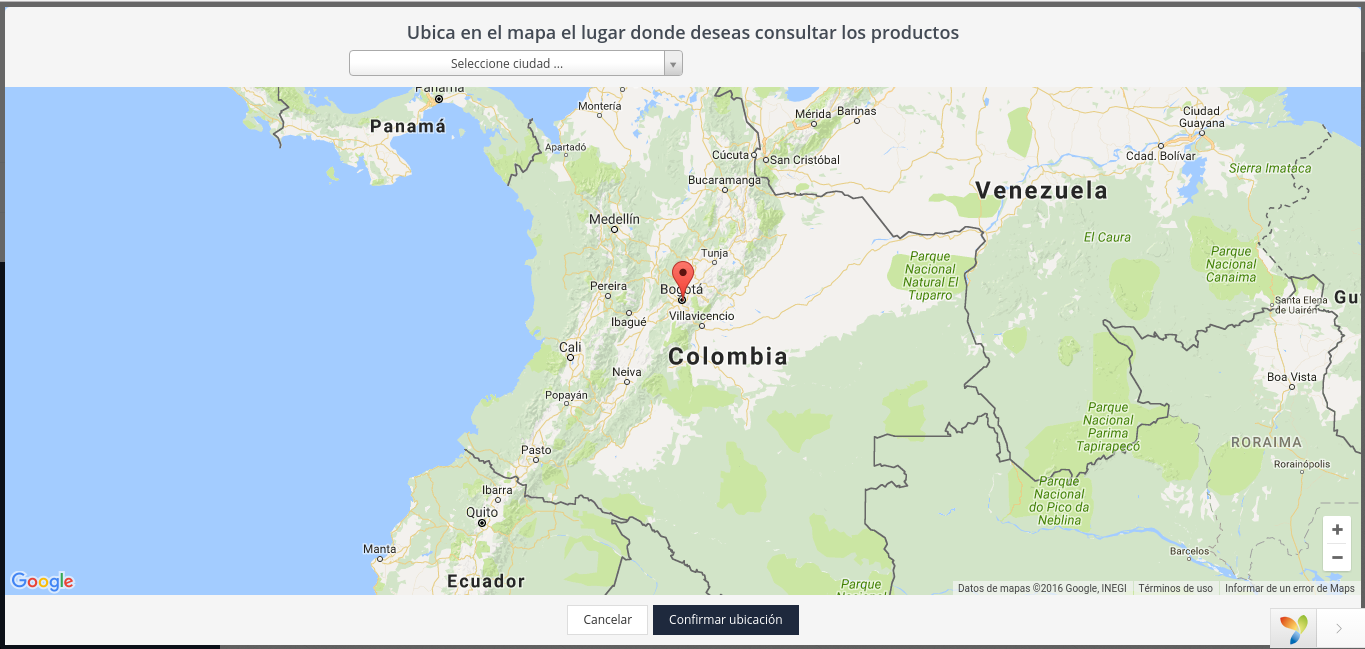 Ubica en el mapa el lugar donde deseas consultar los productos
Seleccione ciudad ...
Panamá
Panamá
Montería
Apartadó
Mérida
Barinas
Ciudad
Guayana
Cúcuta
San Cristóbal
Cdad. Bolívar
Sierra Imataca
Bucaramanga
Venezuela
Medellín
El Caura
Tunja
Parque
Nacional
Natural El
Tuparro
Parque
Nacional
Canaima
Pereira
Bogotá
Santa Elena
de Uairén
Gu
Ibagué
Villavicencio
Cali
Colombia
Neiva
Boa Vista
Popayán
Parque
Nacional
Parima
Tapirapecó
RORAIMA
Pasto
Rorainópolis
Ibarra
Parque
Nacional
do Pico da
Neblina
Quito
Manta
Barcelos
Ecuador
Parque
Google
Datos de mapas ©2016 Google, INEGI
Términos de uso
Informar de un error de Maps
Cancelar
Confirmar ubicación